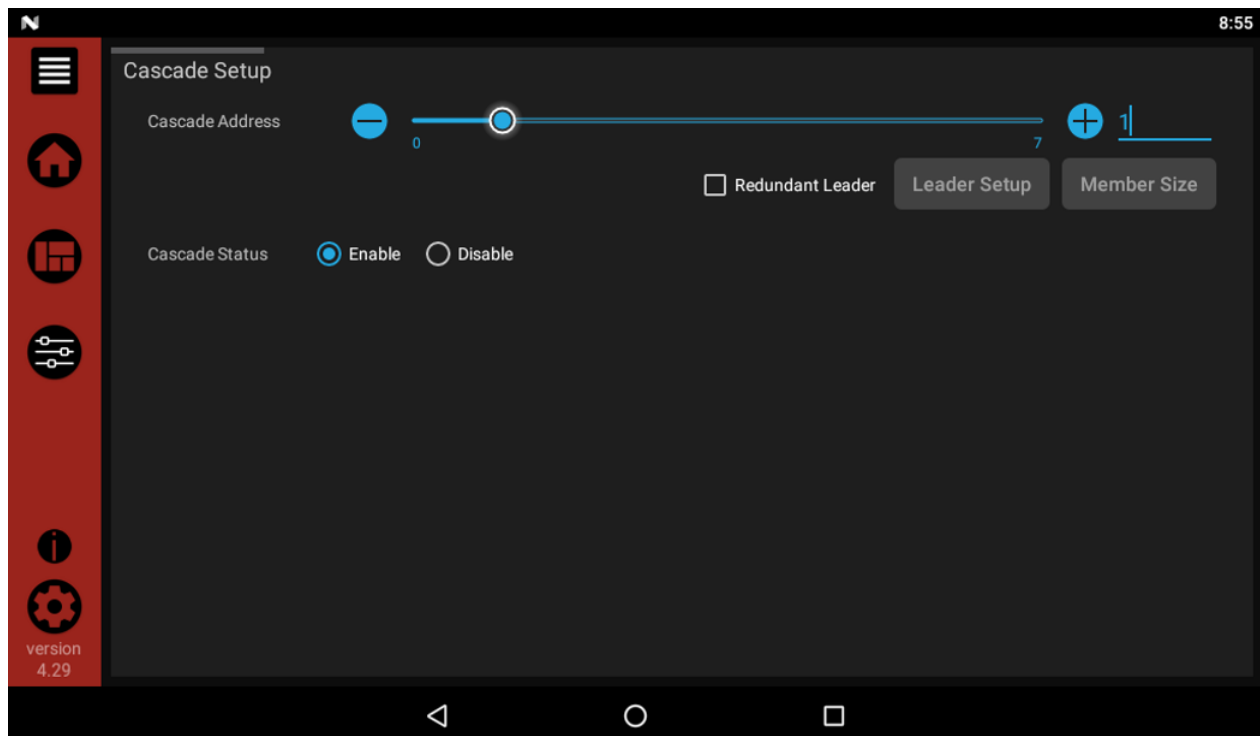 8:55
Cascade Setup
Cascade Address
0
7
1
Redundant Leader
Leader Setup
Member Size
Cascade Status
Enable
Disable
version
4.29